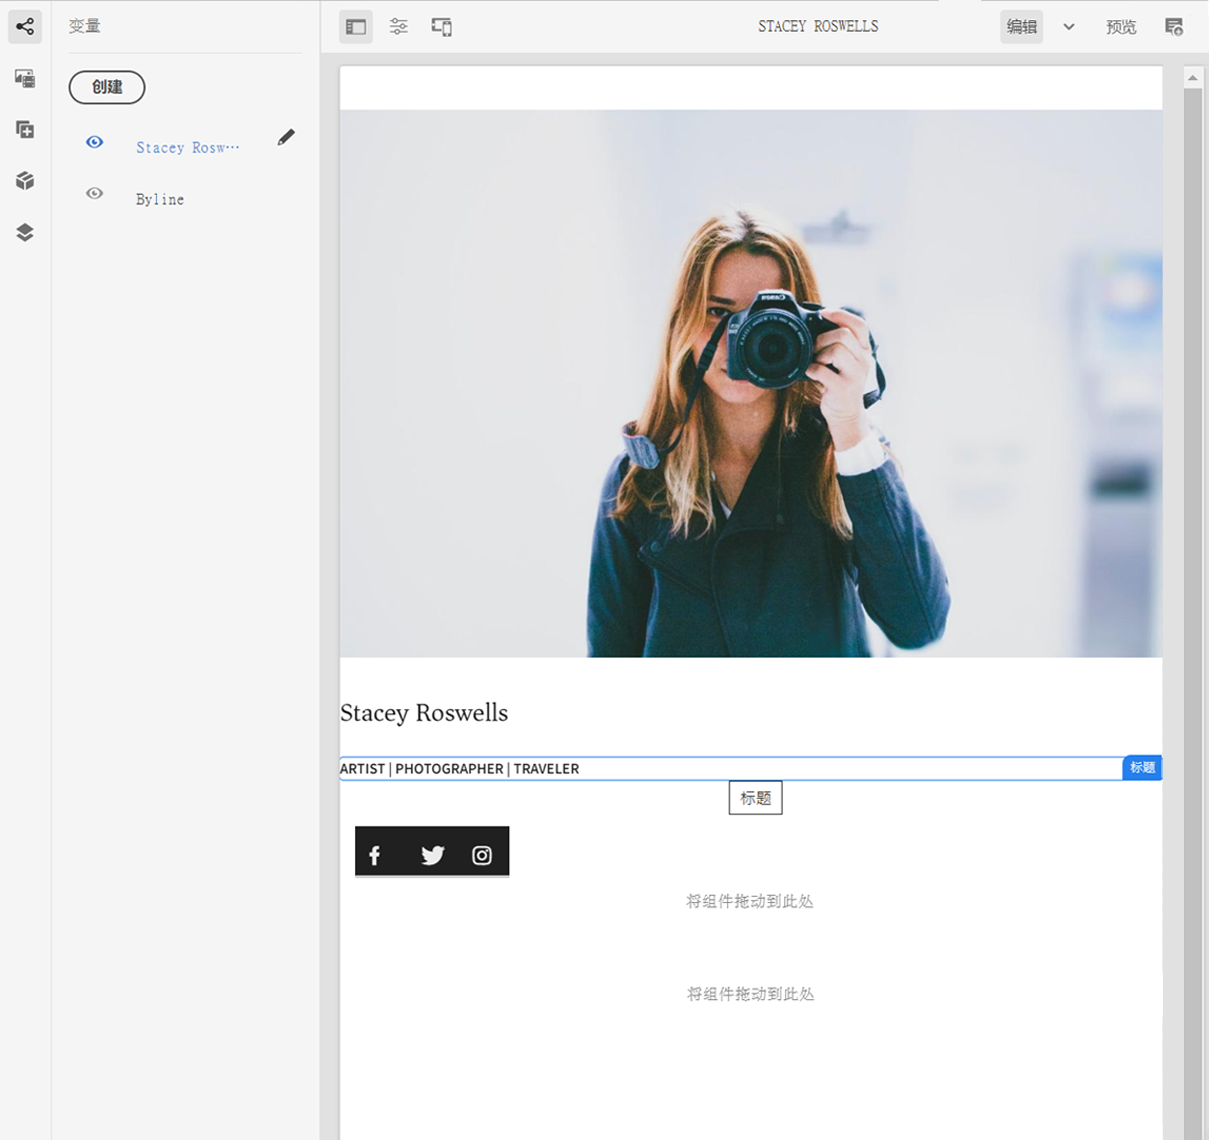 变量
STACEY ROSWELLS
编辑
预览
创建
Stacey Rosw…
Byline
Canon
Stacey Roswells
ARTIST | PHOTOGRAPHER | TRAVELER
标题
标题
将组件拖动到此处
将组件拖动到此处